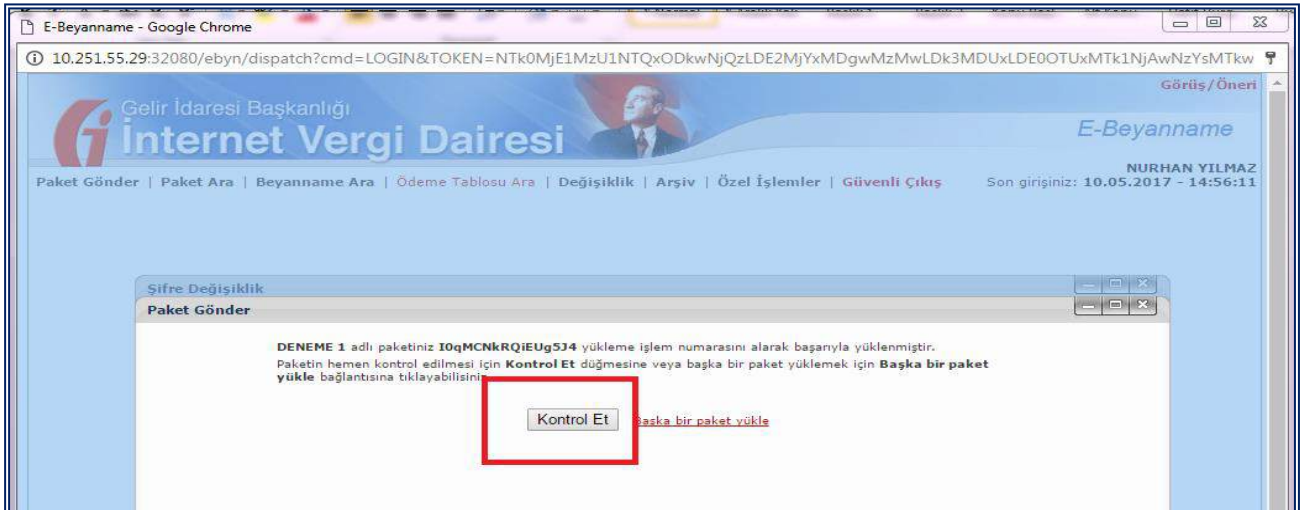 E-Beyanname - Google Chrome
10.251.55.29:32080/ebyn/dispatch?cmd=LOGIN&TOKEN=NTk0MjE1MzU1NTQxODkwNjQzLDE2MjYxMDgwMzMwLDk3MDUxLDE0OTUxMTk1NjAwNzYsMTkw
Görüş/Öneri
Gelir İdaresi Başkanlığı
İnternet Vergi Dairesi
E-Beyanname
NURHAN YILMAZ
Paket Gönder | Paket Ara | Beyanname Ara | Ödeme Tablosu Ara | Değişiklik | Arşiv | Özel İşlemler | Güvenli Çıkış Son girişiniz: 10.05.2017 - 14:56:11
Şifre Değişiklik
Paket Gönder
DENEME 1 adlı paketiniz I0qMCNkRQiEUg5J4 yükleme işlem numarasını alarak başarıyla yüklenmiştir.
Paketin hemen kontrol edilmesi için Kontrol Et düğmesine veya başka bir paket yüklemek için Başka bir paket
yükle bağlantısına tıklayabilisiniz
Kontrol Et Başka bir paket yükle